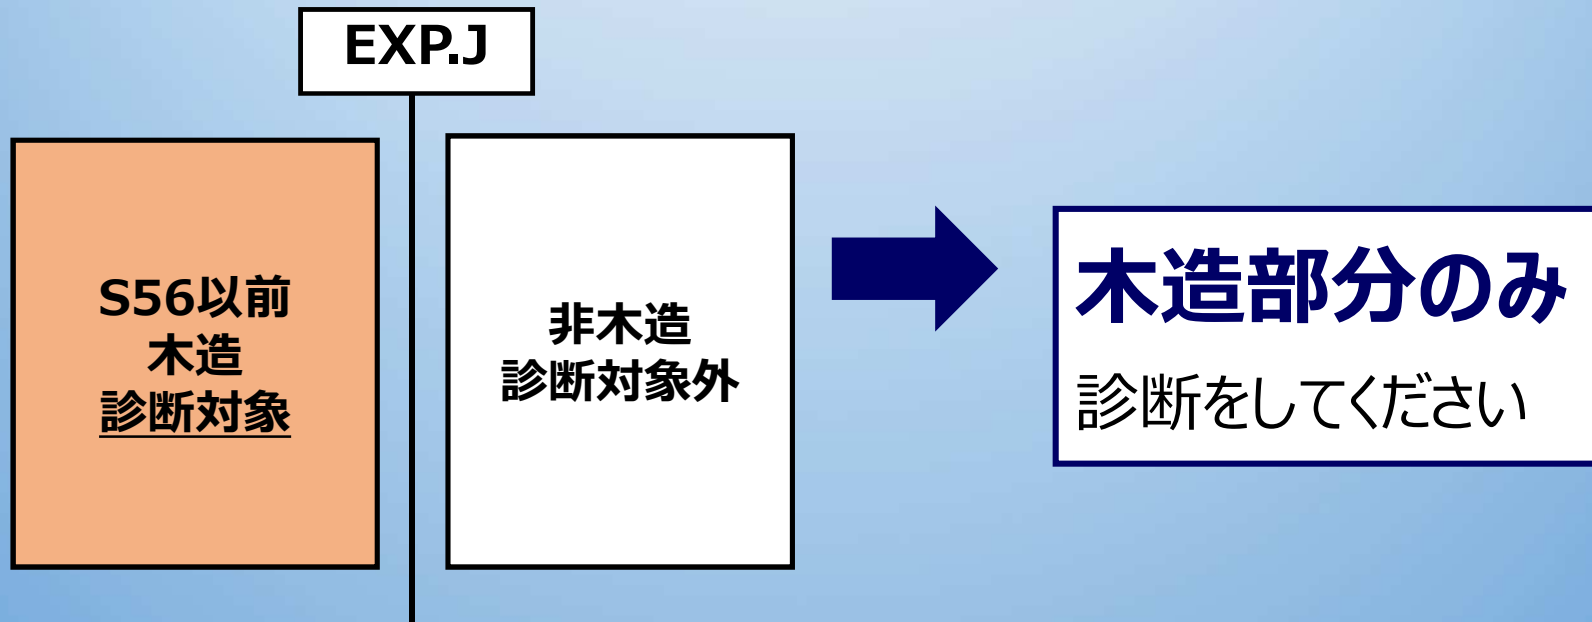 EXP.J
S56以前
木造
診断対象
非木造
診断対象外
木造部分のみ
診断をしてください